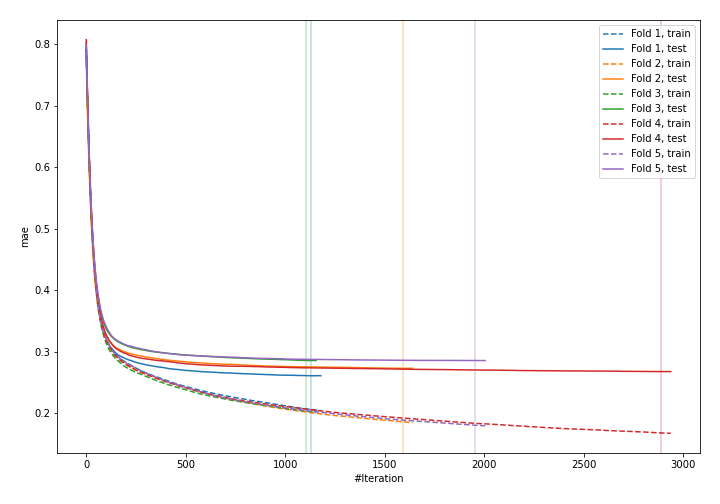 0.8
0.7
0.6
0.5
0.4
0.3
0.2
mae
0
500
1000
1500
2000
2500
3000
#Iteration
Fold 1, train
Fold 1, test
Fold 2, train
Fold 2, test
Fold 3, train
Fold 3, test
Fold 4, train
Fold 4, test
Fold 5, train
Fold 5, test